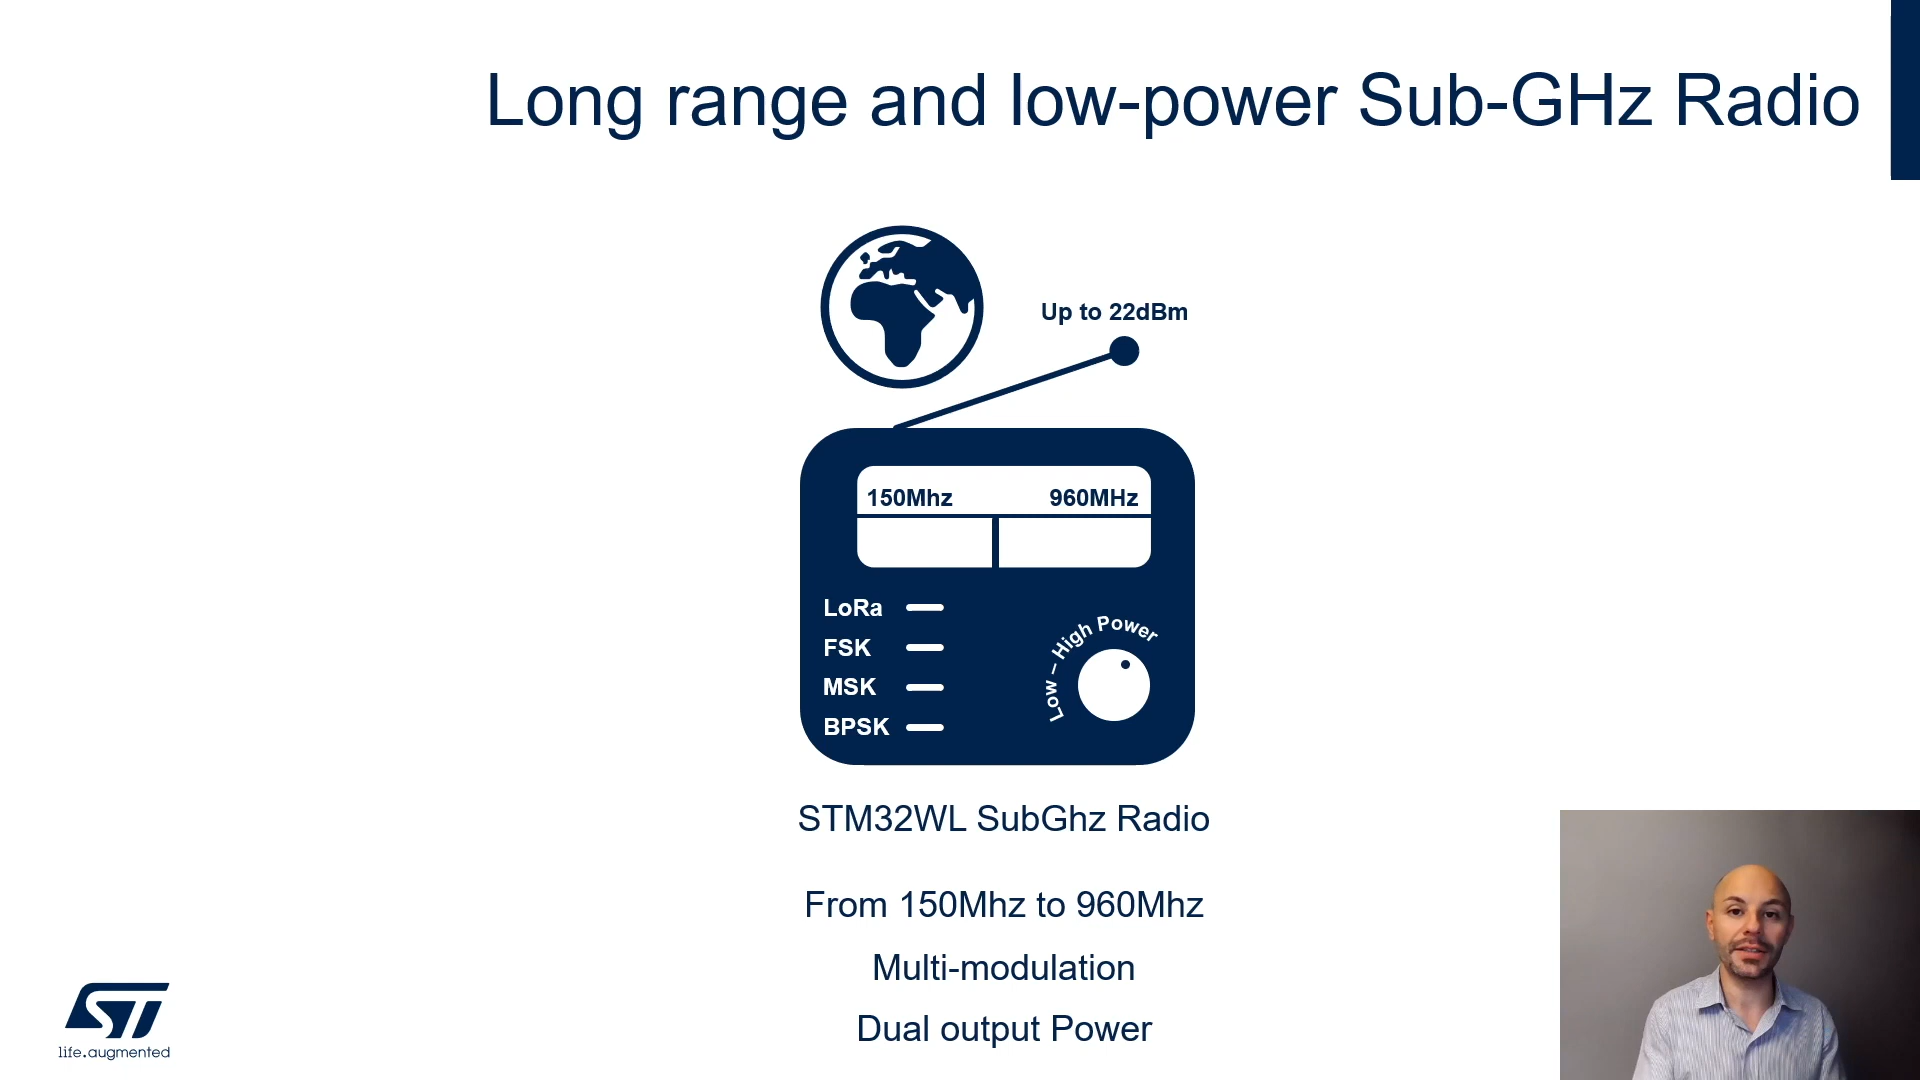 Long range and low-power Sub-GHz Radio
Up to 22dBm
150Mhz 960MHz
LoRa
FSK
MSK
BPSK
Low – High Power
STM32WL SubGhz Radio
From 150Mhz to 960Mhz
Multi-modulation
Dual output Power
ST
life.augmented